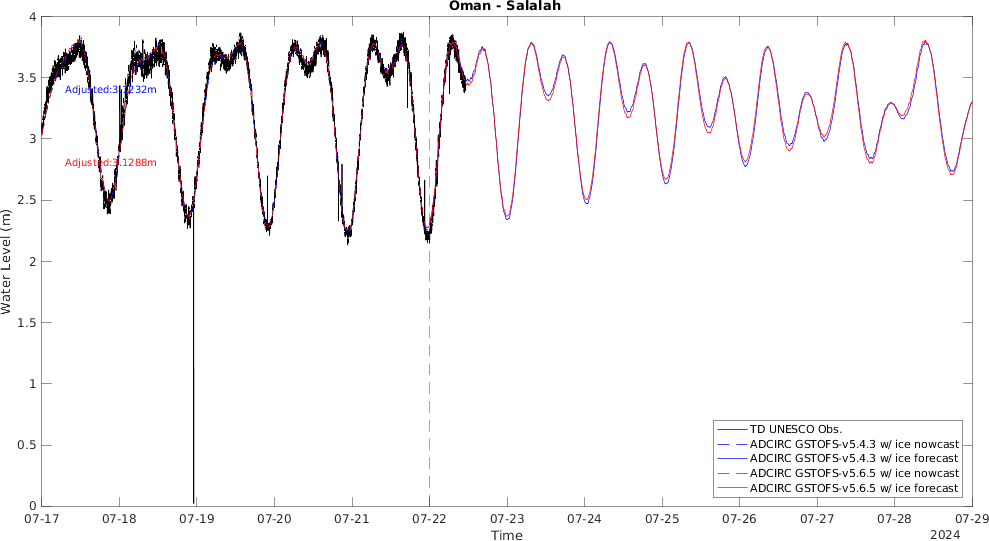 Oman - Salalah
4
3.5
3
2.5
2
1.5
1
0.5
0
Water Level (m)
Adjusted:3.1232m
Adjusted:3.1288m
TD UNESCO Obs.
ADCIRC GSTOFS-v5.4.3 w/ ice nowcast
ADCIRC GSTOFS-v5.4.3 w/ ice forecast
ADCIRC GSTOFS-v5.6.5 w/ ice nowcast
ADCIRC GSTOFS-v5.6.5 w/ ice forecast
07-17 07-18 07-19 07-20 07-21 07-22 07-23 07-24 07-25 07-26 07-27 07-28 07-29
Time
2024